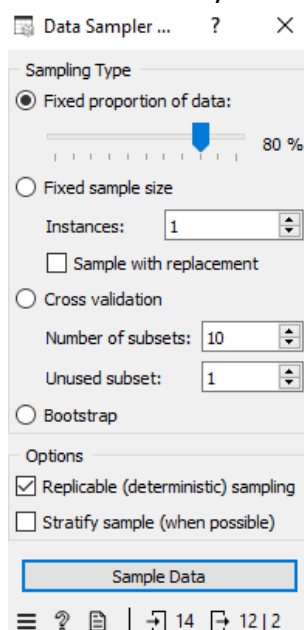 Data Sampler ... ? ×
Sampling Type
Fixed proportion of data:
80 %
Fixed sample size
Instances: 1
Sample with replacement
Cross validation
Number of subsets: 10
Unused subset: 1
Bootstrap
Options
Replicable (deterministic) sampling
Stratify sample (when possible)
Sample Data
? 14 12 | 2